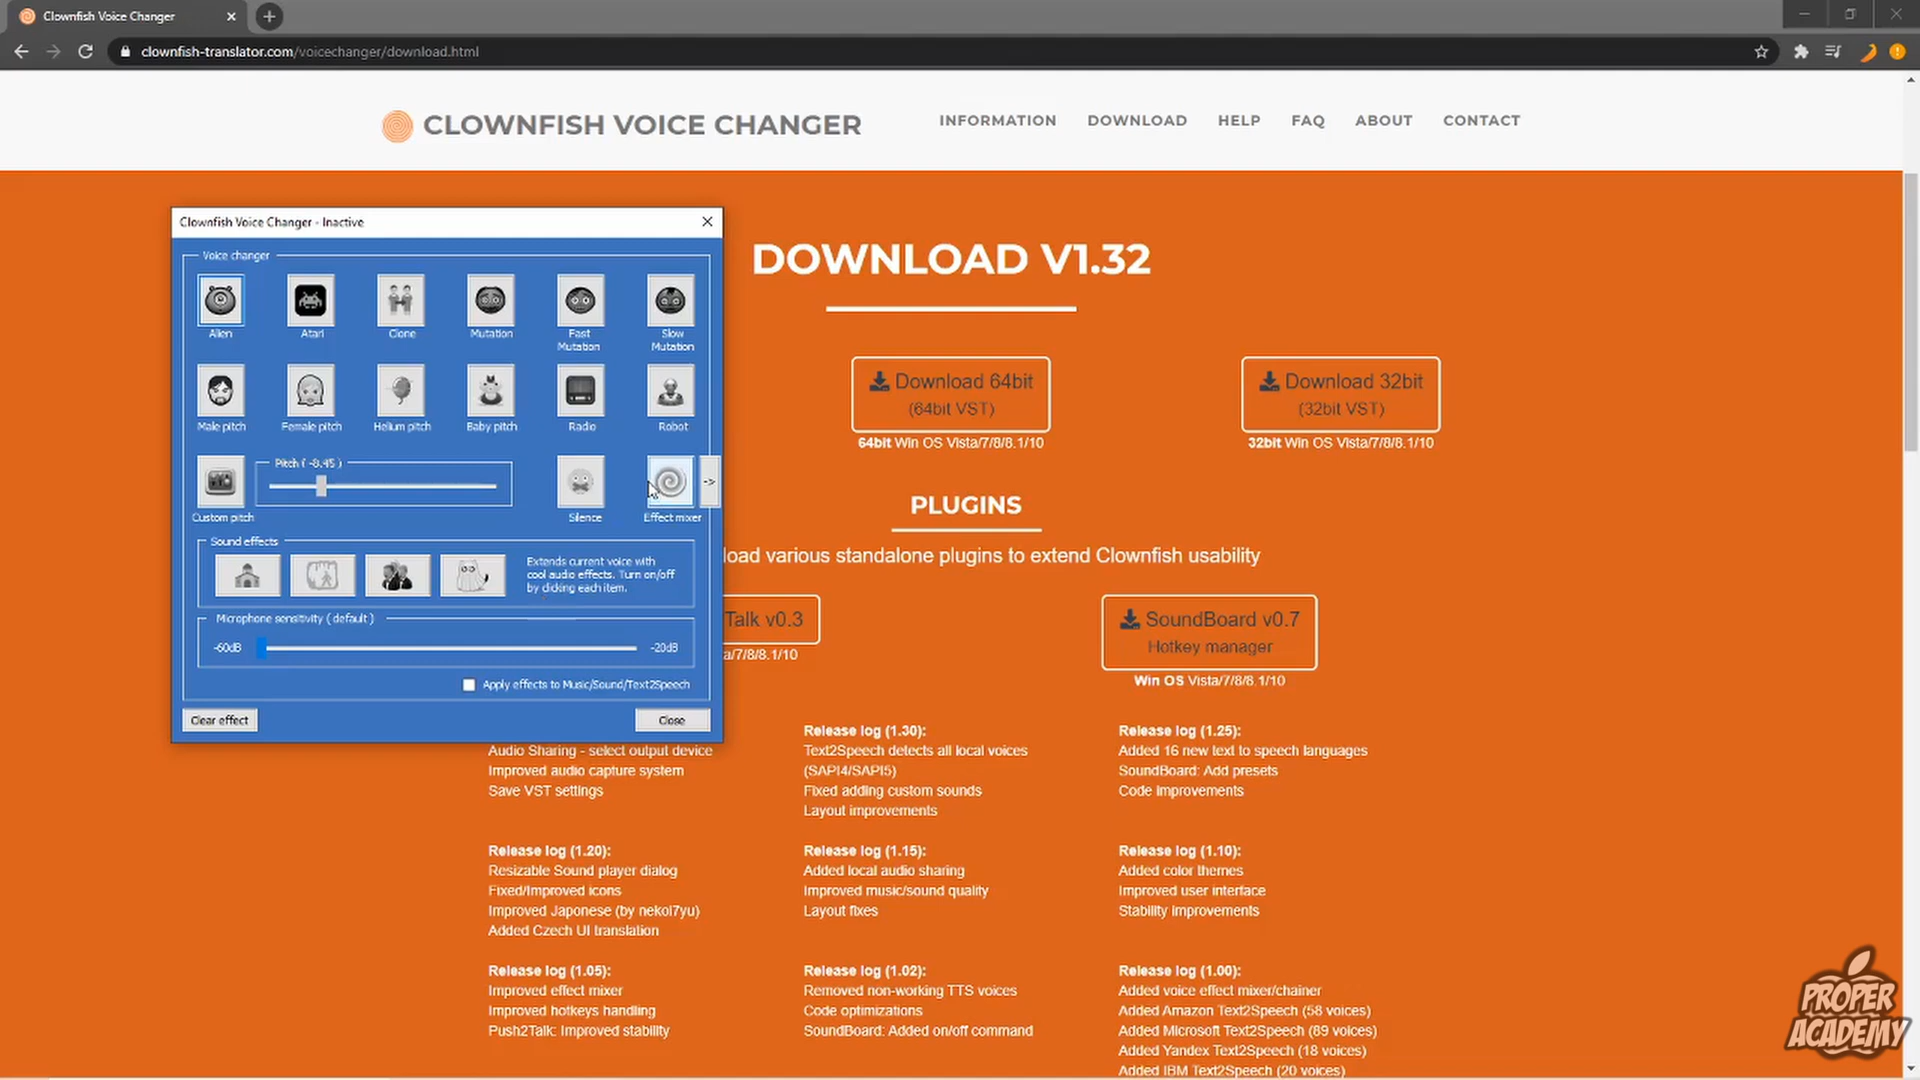 Clownfish Voice Changer
clownfish-translator.com/voicechanger/download.html
CLOWNFISH VOICE CHANGER
INFORMATION DOWNLOAD HELP FAQ ABOUT CONTACT
Clownfish Voice Changer - Inactive
Voice changer
Alien Atari Clone Mutation Fast Mutation Slow Mutation
Male pitch Female pitch Helium pitch Baby pitch Radio Robot
Pitch ( -8.45 )
->
Custom pitch Silence Effect mixer
Sound effects
Extends current voice with
cool audio effects. Turn on/off
by clicking each item.
Microphone sensitivity ( default )
-60dB -20dB
Apply effects to Music/Sound/Text2Speech
Clear effect Close
DOWNLOAD V1.32
Download 64bit
(64bit VST)
64bit Win OS Vista/7/8/8.1/10
Download 32bit
(32bit VST)
32bit Win OS Vista/7/8/8.1/10
PLUGINS
load various standalone plugins to extend Clownfish usability
Talk v0.3
a/7/8/8.1/10
SoundBoard v0.7
Hotkey manager
Win OS Vista/7/8/8.1/10
Audio Sharing - select output device
Improved audio capture system
Save VST settings
Release log (1.30):
Text2Speech detects all local voices
(SAPI4/SAPI5)
Fixed adding custom sounds
Layout improvements
Release log (1.25):
Added 16 new text to speech languages
SoundBoard: Add presets
Code improvements
Release log (1.20):
Resizable Sound player dialog
Fixed/Improved icons
Improved Japonese (by nekol7yu)
Added Czech UI translation
Release log (1.15):
Added local audio sharing
Improved music/sound quality
Layout fixes
Release log (1.10):
Added color themes
Improved user interface
Stability improvements
Release log (1.05):
Improved effect mixer
Improved hotkeys handling
Push2Talk: Improved stability
Release log (1.02):
Removed non-working TTS voices
Code optimizations
SoundBoard: Added on/off command
Release log (1.00):
Added voice effect mixer/chainer
Added Amazon Text2Speech (58 voices)
Added Microsoft Text2Speech (89 voices)
Added Yandex Text2Speech (18 voices)
Added IBM Text2Speech (20 voices)
PROPER
ACADEMY